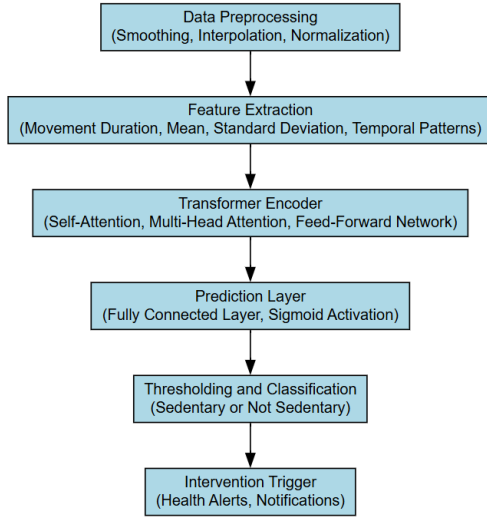 Data Preprocessing
(Smoothing, Interpolation, Normalization)
Feature Extraction
(Movement Duration, Mean, Standard Deviation, Temporal Patterns)
Transformer Encoder
(Self-Attention, Multi-Head Attention, Feed-Forward Network)
Prediction Layer
(Fully Connected Layer, Sigmoid Activation)
Thresholding and Classification
(Sedentary or Not Sedentary)
Intervention Trigger
(Health Alerts, Notifications)